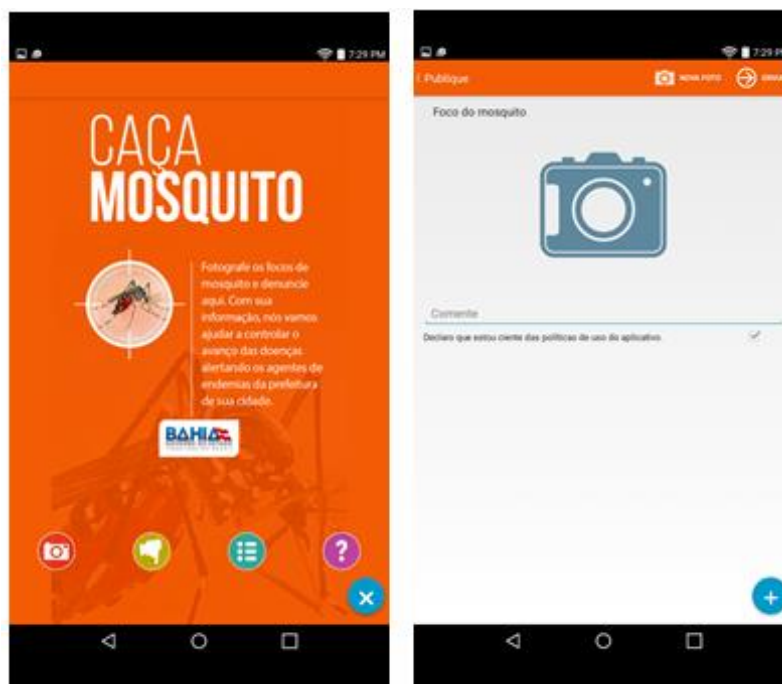 7:29 PM
CAÇA
MOSQUITO
Fotografe os focos de
mosquito e denuncie
aqui. Com sua
informação, nós vamos
ajudar a controlar o
avanço das doenças
alertando os agentes de
endemias da prefeitura
de sua cidade.
BAHIA
?
7:29 PM
Publique
NOVA FOTO
Foco do mosquito
Comente
Declaro que estou ciente das políticas de uso do aplicativo.